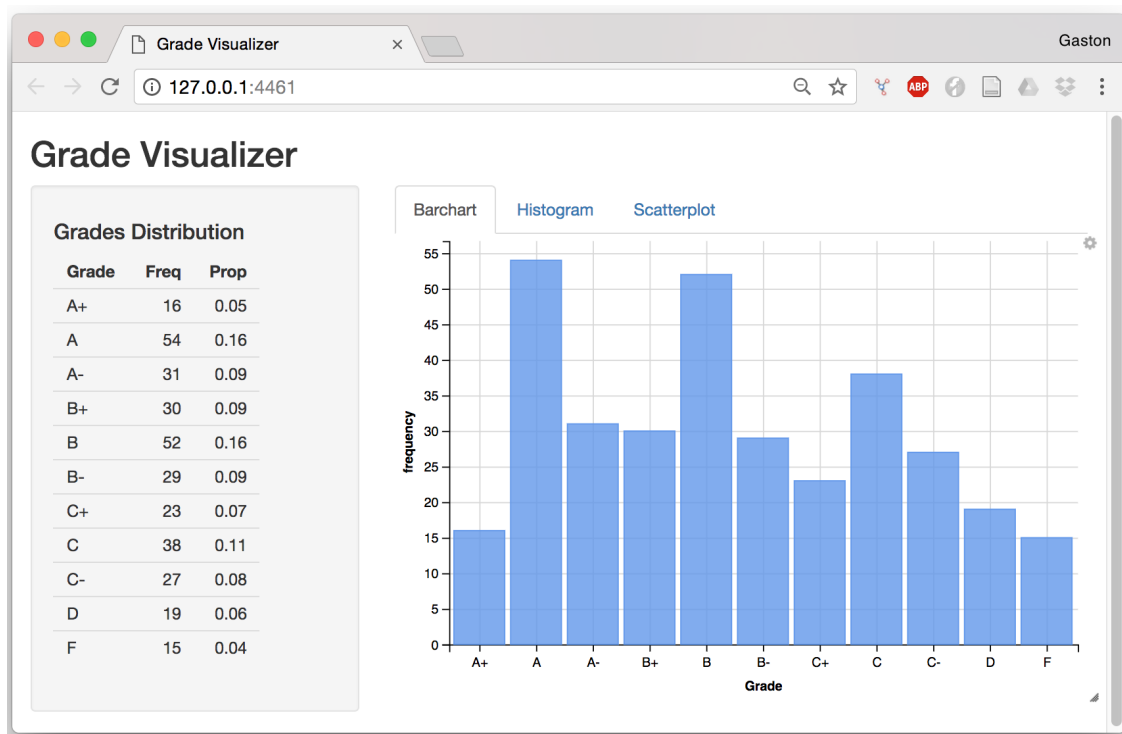 Grade Visualizer
Gaston
127.0.0.1:4461
ABP
Grade Visualizer
Grades Distribution
Grade Freq Prop
A+ 16 0.05
A 54 0.16
A- 31 0.09
B+ 30 0.09
B 52 0.16
B- 29 0.09
C+ 23 0.07
C 38 0.11
C- 27 0.08
D 19 0.06
F 15 0.04
Barchart Histogram Scatterplot
55
50
45
40
35
30
25
20
15
10
5
0
frequency
A+ A A- B+ B B- C+ C C- D F
Grade